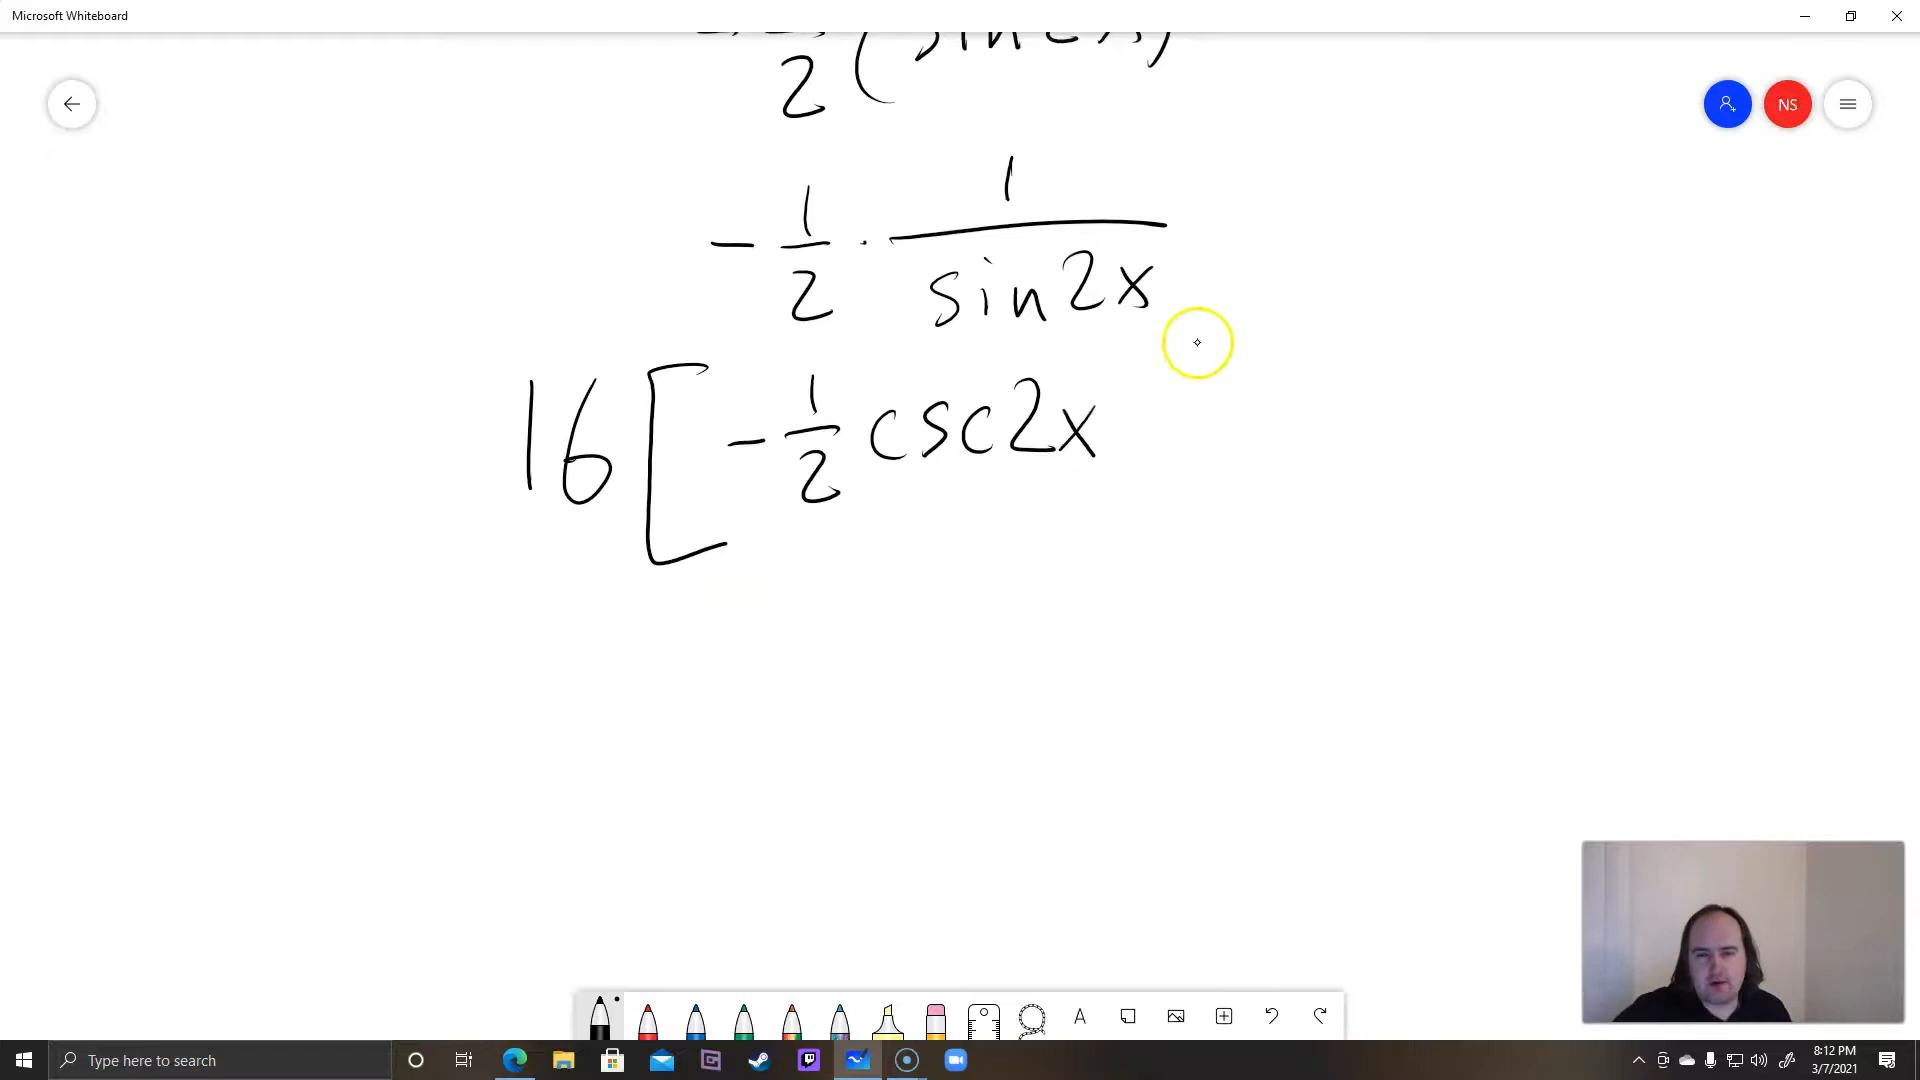 Microsoft Whiteboard
NS
2
-1/2 · 1/sin2x
16[-1/2 csc2x
A
Type here to search
8:12 PM
3/7/2021